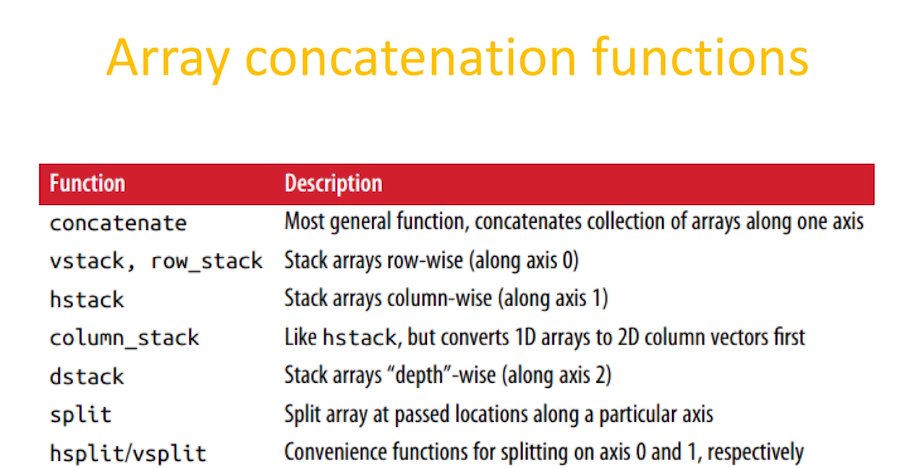 Array concatenation functions
Function Description
concatenate Most general function, concatenates collection of arrays along one axis
vstack, row_stack Stack arrays row-wise (along axis 0)
hstack Stack arrays column-wise (along axis 1)
column_stack Like hstack, but converts 1D arrays to 2D column vectors first
dstack Stack arrays “depth”-wise (along axis 2)
split Split array at passed locations along a particular axis
hsplit/vsplit Convenience functions for splitting on axis 0 and 1, respectively